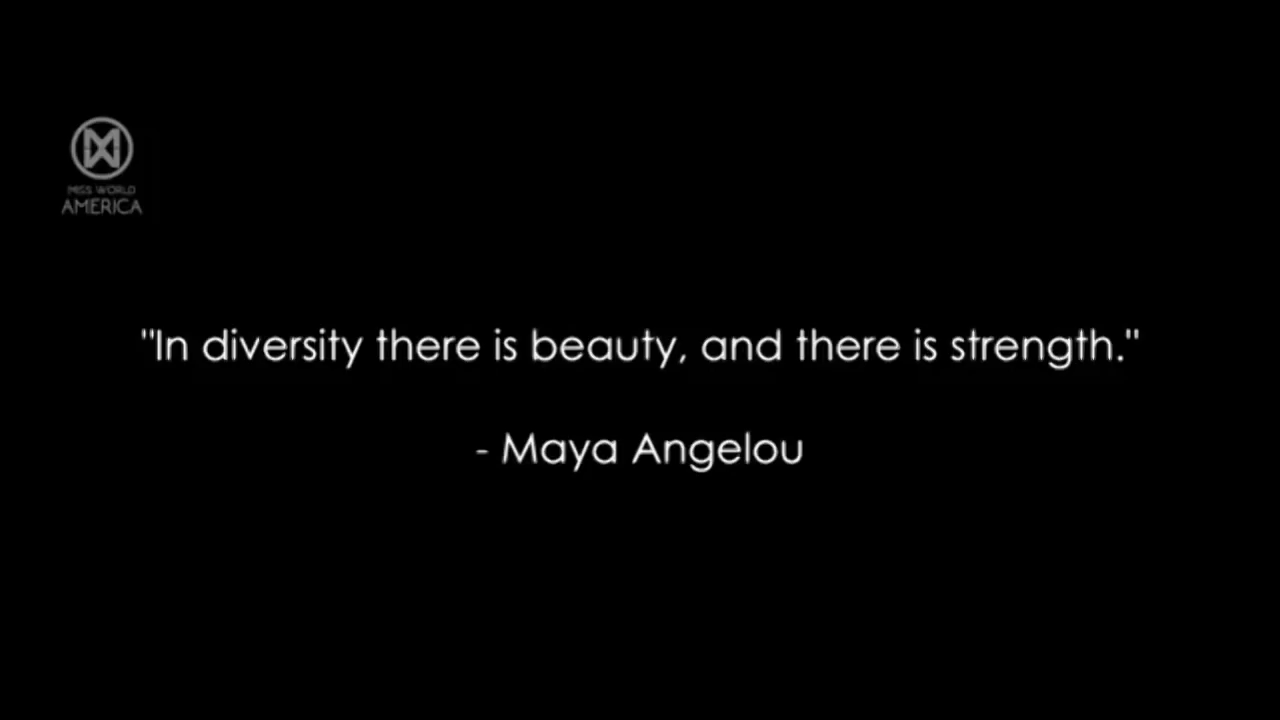 MISS WORLD
AMERICA
"In diversity there is beauty, and there is strength."
- Maya Angelou